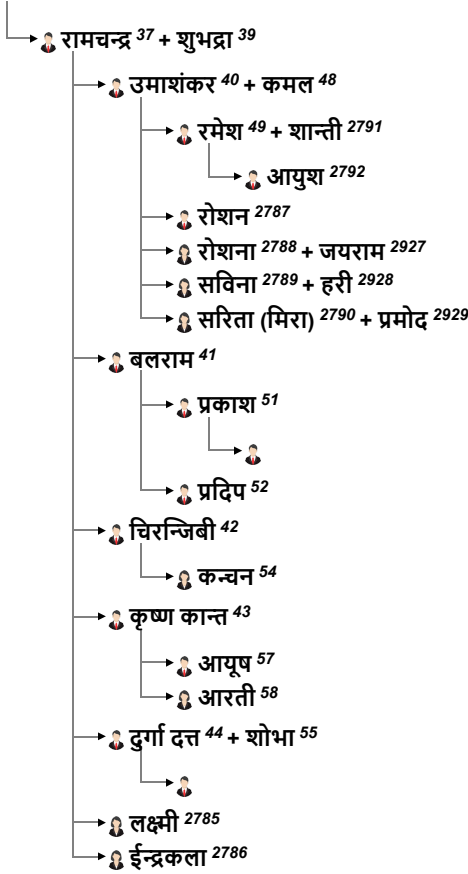 रामचन्द्र 37 + शुभद्रा 39
उमाशंकर 40 + कमल 48
रमेश 49 + शान्ती 2791
आयुश 2792
रोशन 2787
रोशना 2788 + जयराम 2927
सविना 2789 + हरी 2928
सरिता (मिरा) 2790 + प्रमोद 2929
बलराम 41
प्रकाश 51
प्रदिप 52
चिरन्जिबी 42
कन्चन 54
कृष्ण कान्त 43
आयूष 57
आरती 58
दुर्गा दत्त 44 + शोभा 55
लक्ष्मी 2785
ईन्द्रकला 2786